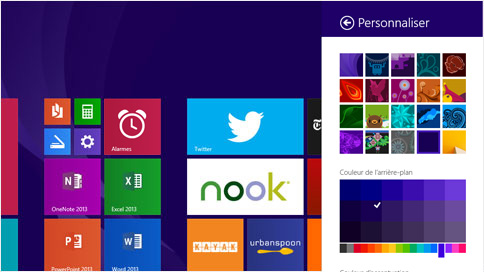 Personnaliser
Alarmes
Twitter
nook
OneNote 2013
Excel 2013
Couleur de l'arrière-plan
KAYAK
urbanspoon
PowerPoint 2013
Word 2013